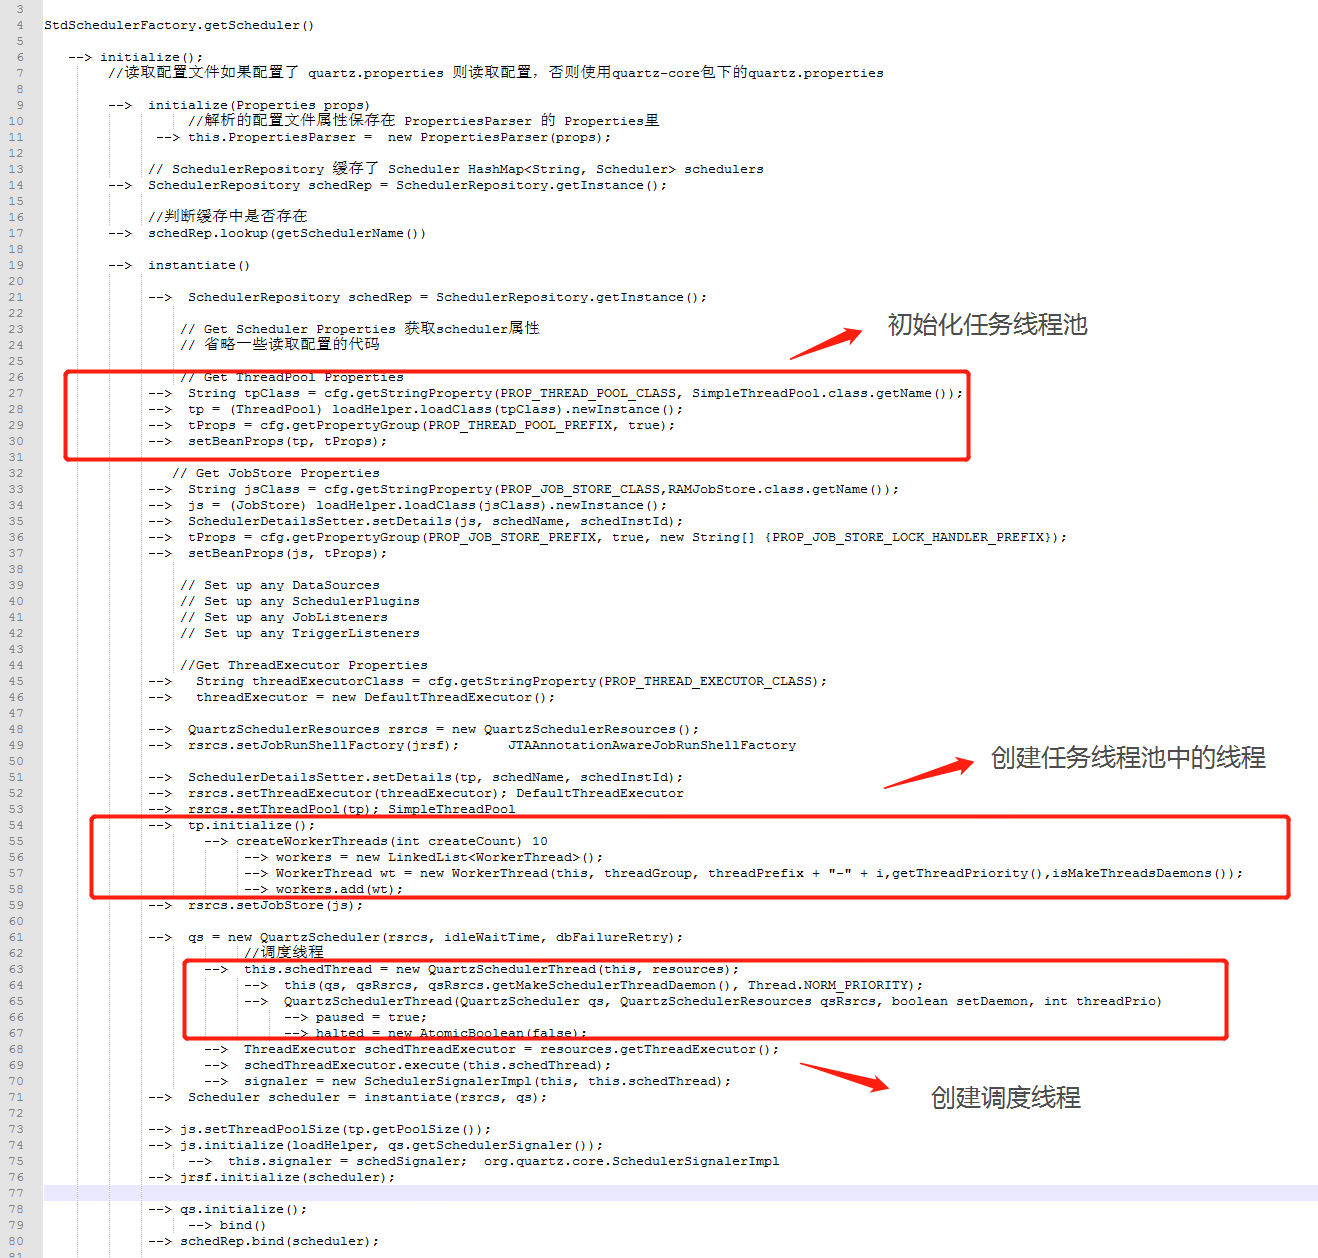 3
4 StdSchedulerFactory.getScheduler()
5
6 --> initialize();
7 //读取配置文件如果配置了 quartz.properties 则读取配置，否则使用quartz-core包下的quartz.properties
8
9 --> initialize(Properties props)
10 //解析的配置文件属性保存在 PropertiesParser 的 Properties里
11 --> this.PropertiesParser = new PropertiesParser(props);
12
13 // SchedulerRepository 缓存了 Scheduler HashMap<String, Scheduler> schedulers
14 --> SchedulerRepository schedRep = SchedulerRepository.getInstance();
15
16 //判断缓存中是否存在
17 --> schedRep.lookup(getSchedulerName())
18
19 --> instantiate()
20
21 --> SchedulerRepository schedRep = SchedulerRepository.getInstance();
22
23 // Get Scheduler Properties 获取scheduler属性
初始化任务线程池
24 // 省略一些读取配置的代码
25
26 // Get ThreadPool Properties
27 --> String tpClass = cfg.getStringProperty(PROP_THREAD_POOL_CLASS, SimpleThreadPool.class.getName());
28 --> tp = (ThreadPool) loadHelper.loadClass(tpClass).newInstance();
29 --> tProps = cfg.getPropertyGroup(PROP_THREAD_POOL_PREFIX, true);
30 --> setBeanProps(tp, tProps);
31
32 // Get JobStore Properties
33 --> String jsClass = cfg.getStringProperty(PROP_JOB_STORE_CLASS,RAMJobStore.class.getName());
34 --> js = (JobStore) loadHelper.loadClass(jsClass).newInstance();
35 --> SchedulerDetailsSetter.setDetails(js, schedName, schedInstId);
36 --> tProps = cfg.getPropertyGroup(PROP_JOB_STORE_PREFIX, true, new String[] {PROP_JOB_STORE_LOCK_HANDLER_PREFIX});
37 --> setBeanProps(js, tProps);
38
39 // Set up any DataSources
40 // Set up any SchedulerPlugins
41 // Set up any JobListeners
42 // Set up any TriggerListeners
43
44 //Get ThreadExecutor Properties
45 --> String threadExecutorClass = cfg.getStringProperty(PROP_THREAD_EXECUTOR_CLASS);
46 --> threadExecutor = new DefaultThreadExecutor();
47
48 --> QuartzSchedulerResources rsrcs = new QuartzSchedulerResources();
49 --> rsrcs.setJobRunShellFactory(jrsf); JTAAnnotationAwareJobRunShellFactory
50
创建任务线程池中的线程
51 --> SchedulerDetailsSetter.setDetails(tp, schedName, schedInstId);
52 --> rsrcs.setThreadExecutor(threadExecutor); DefaultThreadExecutor
53 --> rsrcs.setThreadPool(tp); SimpleThreadPool
54 --> tp.initialize();
55 --> createWorkerThreads(int createCount) 10
56 --> workers = new LinkedList<WorkerThread>();
57 --> WorkerThread wt = new WorkerThread(this, threadGroup, threadPrefix + "-" + i,getThreadPriority(),isMakeThreadsDaemons());
58 --> workers.add(wt);
59 --> rsrcs.setJobStore(js);
60
61 --> qs = new QuartzScheduler(rsrcs, idleWaitTime, dbFailureRetry);
62 //调度线程
63 --> this.schedThread = new QuartzSchedulerThread(this, resources);
64 --> this(qs, qsRsrcs, qsRsrcs.getMakeSchedulerThreadDaemon(), Thread.NORM_PRIORITY);
65 --> QuartzSchedulerThread(QuartzScheduler qs, QuartzSchedulerResources qsRsrcs, boolean setDaemon, int threadPrio)
66 --> paused = true;
67 --> halted = new AtomicBoolean(false);
68 --> ThreadExecutor schedThreadExecutor = resources.getThreadExecutor();
69 --> schedThreadExecutor.execute(this.schedThread);
70 --> signaler = new SchedulerSignalerImpl(this, this.schedThread);
71 --> Scheduler scheduler = instantiate(rsrcs, qs);
创建调度线程
72
73 --> js.setThreadPoolSize(tp.getPoolSize());
74 --> js.initialize(loadHelper, qs.getSchedulerSignaler());
75 --> this.signaler = schedSignaler; org.quartz.core.SchedulerSignalerImpl
76 --> jrsf.initialize(scheduler);
77
78 --> qs.initialize();
79 --> bind()
80 --> schedRep.bind(scheduler);
81